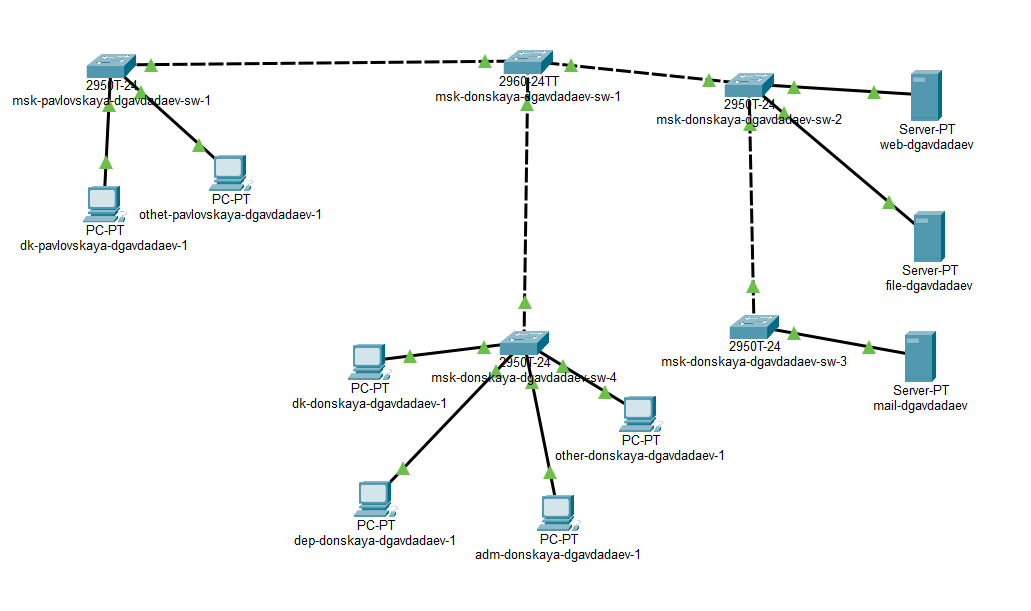 2950T-24
msk-pavlovskaya-dgavdadaev-sw-1
2960-24TT
msk-donskaya-dgavdadaev-sw-1
2950T-24
msk-donskaya-dgavdadaev-sw-2
Server-PT
web-dgavdadaev
PC-PT
othet-pavlovskaya-dgavdadaev-1
PC-PT
dk-pavlovskaya-dgavdadaev-1
Server-PT
file-dgavdadaev
2950T-24
msk-donskaya-dgavdadaev-sw-3
2950T-24
msk-donskaya-dgavdadaev-sw-4
PC-PT
dk-donskaya-dgavdadaev-1
Server-PT
mail-dgavdadaev
PC-PT
other-donskaya-dgavdadaev-1
PC-PT
dep-donskaya-dgavdadaev-1
PC-PT
adm-donskaya-dgavdadaev-1